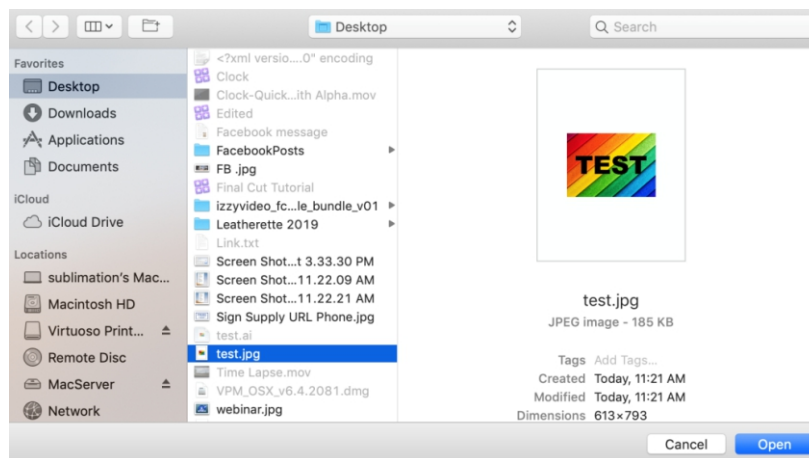 Desktop
Search
Favorites
Desktop
Downloads
Applications
Documents
iCloud
iCloud Drive
Locations
sublimation's Mac...
Macintosh HD
Virtuoso Print...
Remote Disc
MacServer
Network
<?xml versio....0" encoding
Clock
Clock-Quick...ith Alpha.mov
Edited
Facebook message
FacebookPosts
FB .jpg
Final Cut Tutorial
izzyvideo_fc...le_bundle_v01
Leatherette 2019
Link.txt
Screen Shot...t 3.33.30 PM
Screen Shot...11.22.09 AM
Screen Shot...11.22.21 AM
Sign Supply URL Phone.jpg
test.ai
test.jpg
Time Lapse.mov
VPM_OSX_v6.4.2081.dmg
webinar.jpg
TEST
test.jpg
JPEG image - 185 KB
Tags Add Tags...
Created Today, 11:21 AM
Modified Today, 11:21 AM
Dimensions 613×793
Cancel
Open